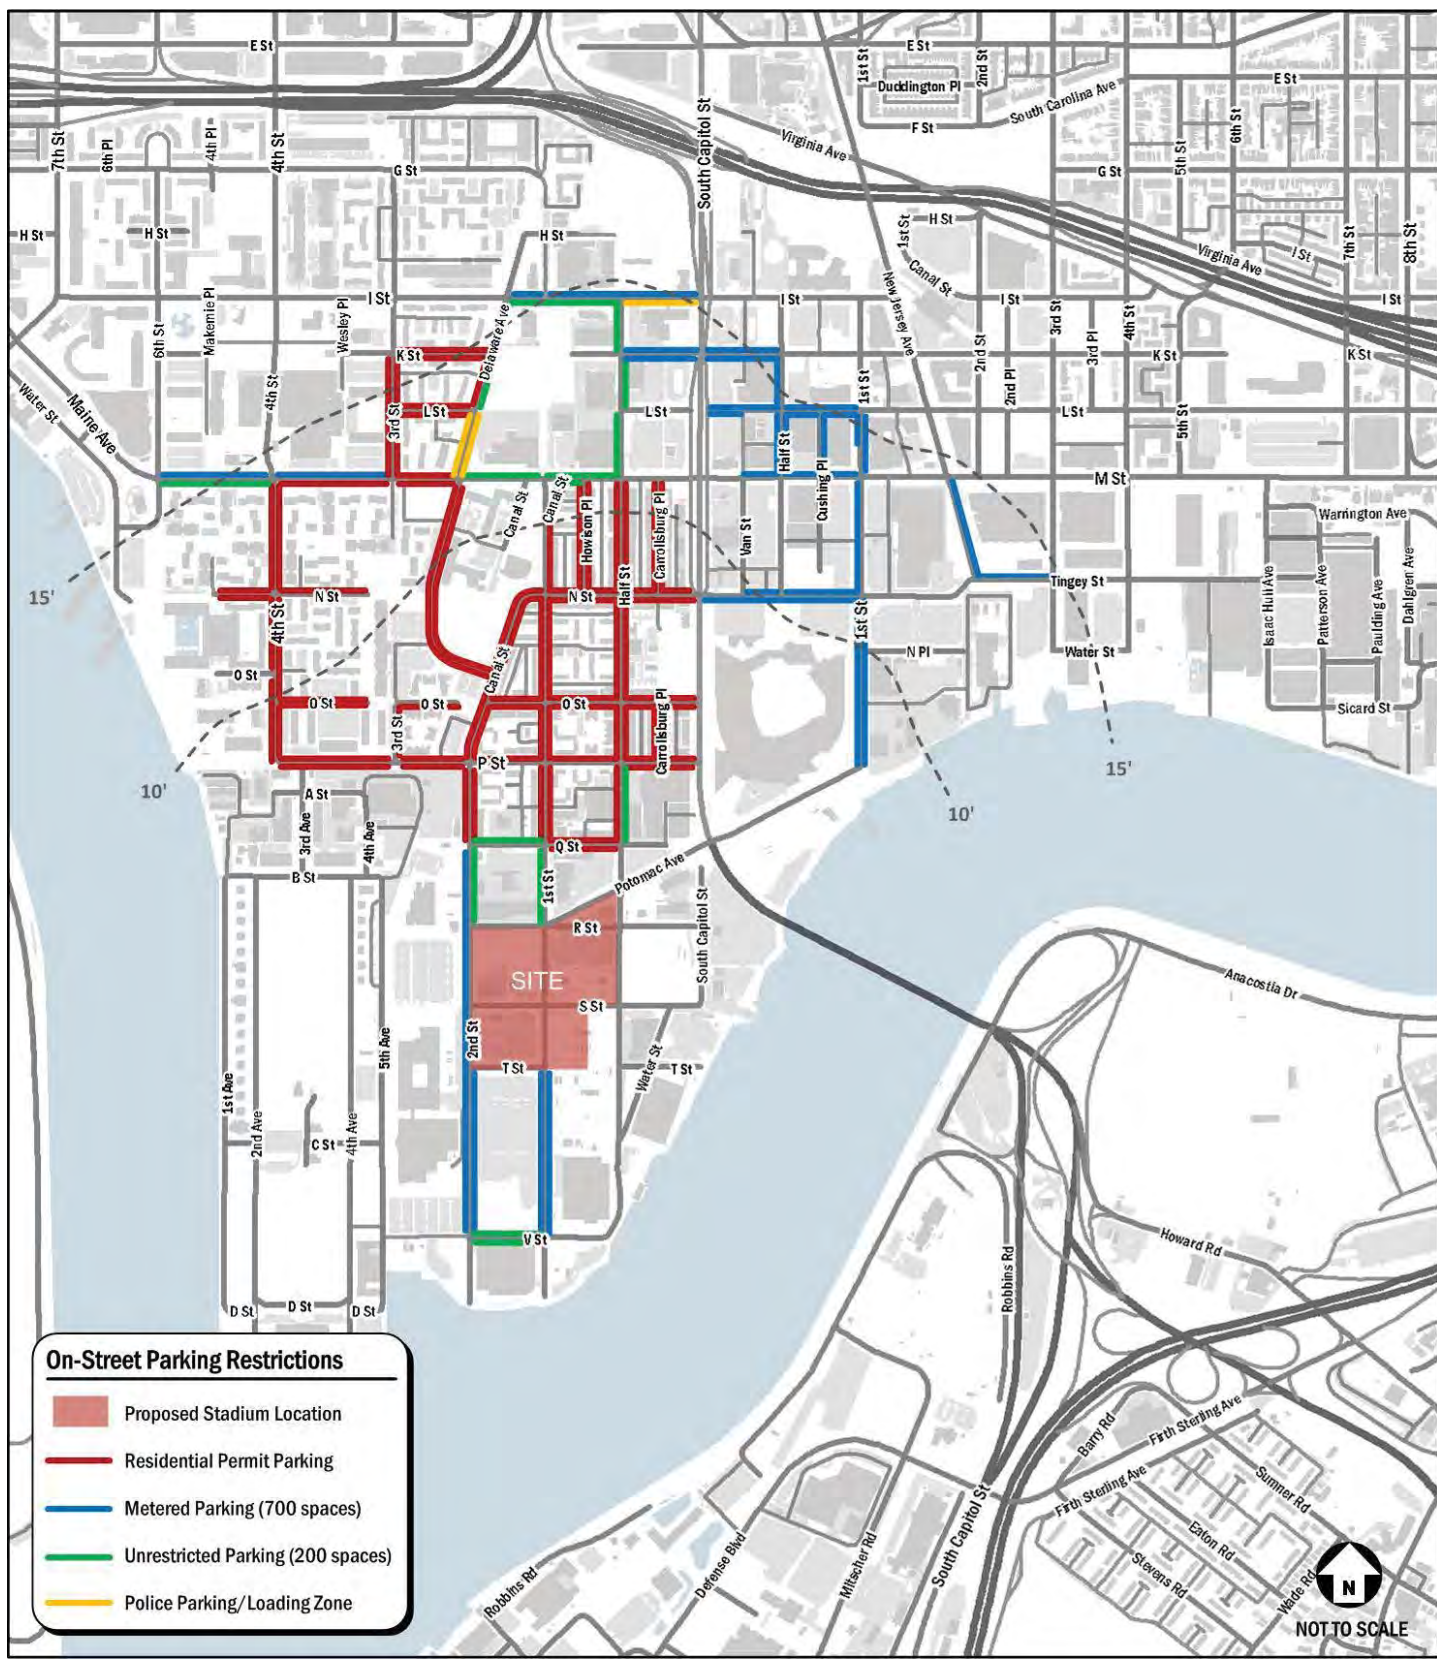 E St
E St
1st St
2nd St
Duddington Pl
South Carolina Ave
E St
F St
6th St
7th St
6th Pl
4th Pl
4th St
South Capitol St
Virginia Ave
5th St
G St
G St
H St
H St
H St
1st St
H St
7th St
8th St
Virginia Ave
I St
Canal St
New Jersey Ave
I St
I St
I St
I St
6th St
Makemie Pl
Wesley Pl
Delaware Ave
2nd St
3rd St
3rd Pl
4th St
K St
K St
K St
Water St
Maine Ave
4th St
3rd St
L St
L St
1st St
2nd Pl
L St
5th St
Half St
Cushing Pl
M St
Canal St
Canal St
Howison Pl
Half St
Carrollsburg Pl
Van St
Warrington Ave
15'
N St
4th St
N St
1st St
Tingey St
Isaac Hull Ave
Patterson Ave
Paulding Ave
Dahlgren Ave
N Pl
Water St
O St
Canal St
O St
3rd St
O St
O St
Carrollsburg Pl
Sicard St
P St
15'
10'
10'
A St
3rd Ave
4th Ave
Q St
B St
1st St
Potomac Ave
R St
South Capitol St
SITE
Anacostia Dr
S St
2nd St
5th Ave
T St
Water St
T St
1st Ave
2nd Ave
C St
4th Ave
V St
Howard Rd
Robbins Rd
D St
D St
D St
On-Street Parking Restrictions
Proposed Stadium Location
Residential Permit Parking
Metered Parking (700 spaces)
Unrestricted Parking (200 spaces)
Police Parking/Loading Zone
Barry Rd
Firth Sterling Ave
Firth Sterling Ave
Sumner Rd
Eaton Rd
Stevens Rd
Wade Rd
South Capitol St
Mitscher Rd
Defense Blvd
Robbins Rd
N
NOT TO SCALE